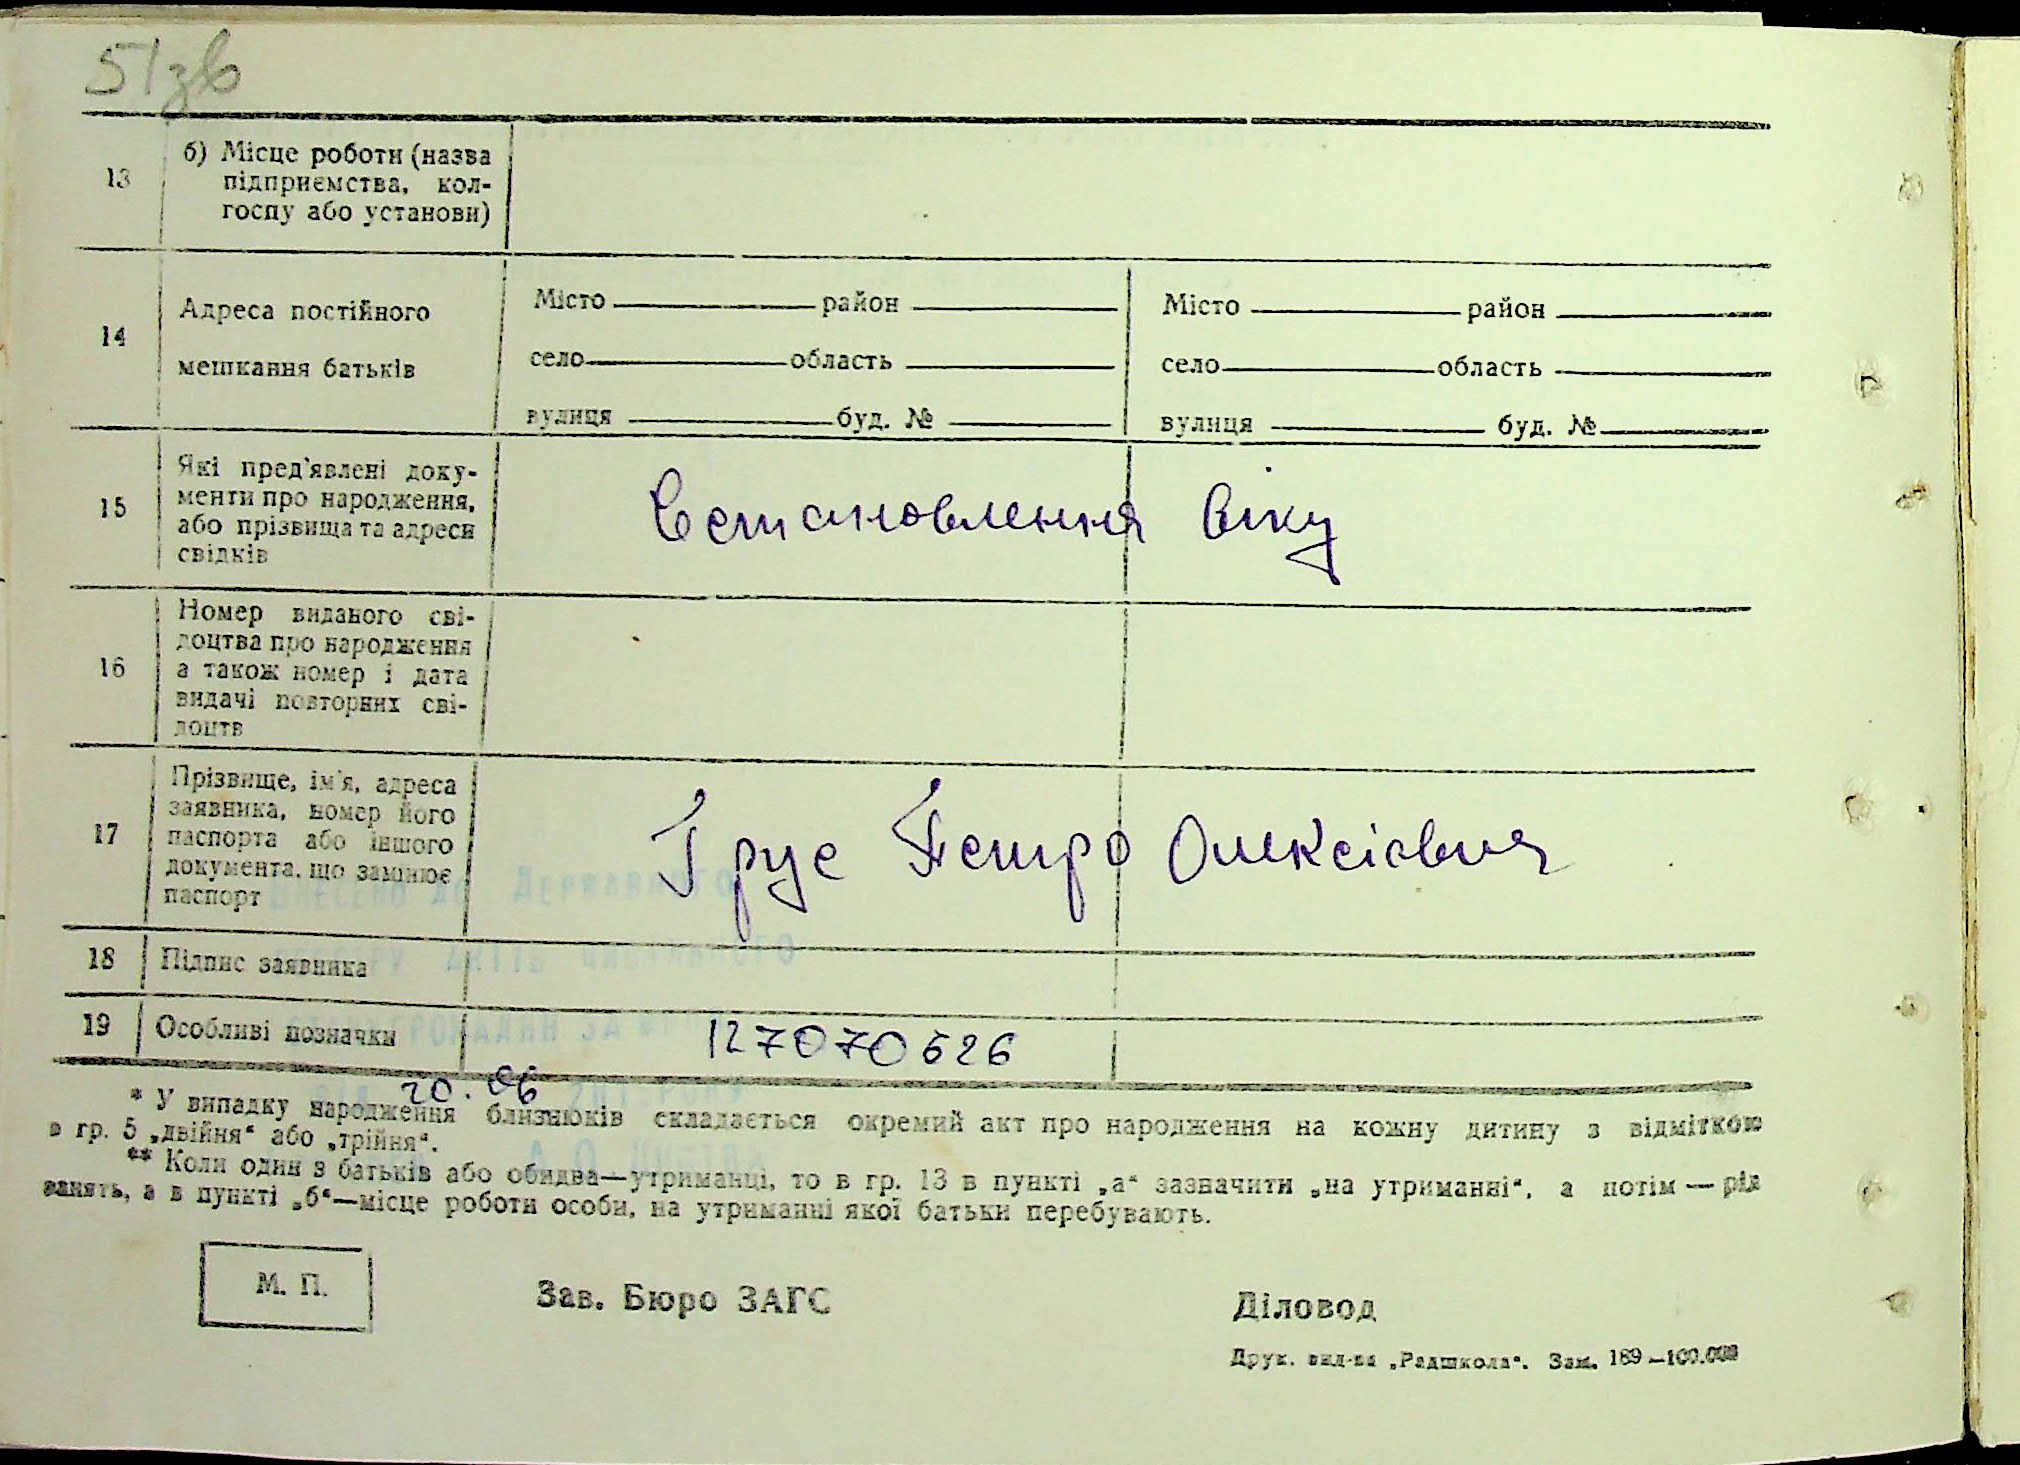 51зв
13 б) Місце роботи (назва
підприємства, кол-
госпу або установи)
14 Адреса постійного
мешкання батьків
Місто район Місто район
село область село область
вулиця буд. № вулиця буд. №
15 Які пред'явлені доку-
менти про народження,
або прізвища та адреси
свідків
Встановлення віку
16 Номер виданого сві-
доцтва про народження
а також номер і дата
видачі повторних сві-
доцтв
17 Прізвище, ім'я, адреса
заявника, номер його
паспорта або іншого
документа, що замінює
паспорт
Грус Петро Олексієвич
18 Підпис заявника
19 Особливі позначки
127070626
20.06
* У випадку народження близнюків складається окремий акт про народження на кожну дитину з відміткою
в гр. 5 „двійня“ або „трійня“.
** Коли один з батьків або обидва—утриманці, то в гр. 13 в пункті „а“ зазначити „на утриманні“, а потім — рід
занять, а в пункті „б“—місце роботи особи, на утриманні якої батьки перебувають.
М. П.
Зав. Бюро ЗАГС Діловод
Друк. вид-ва „Радшкола“. Зам. 189—100.000